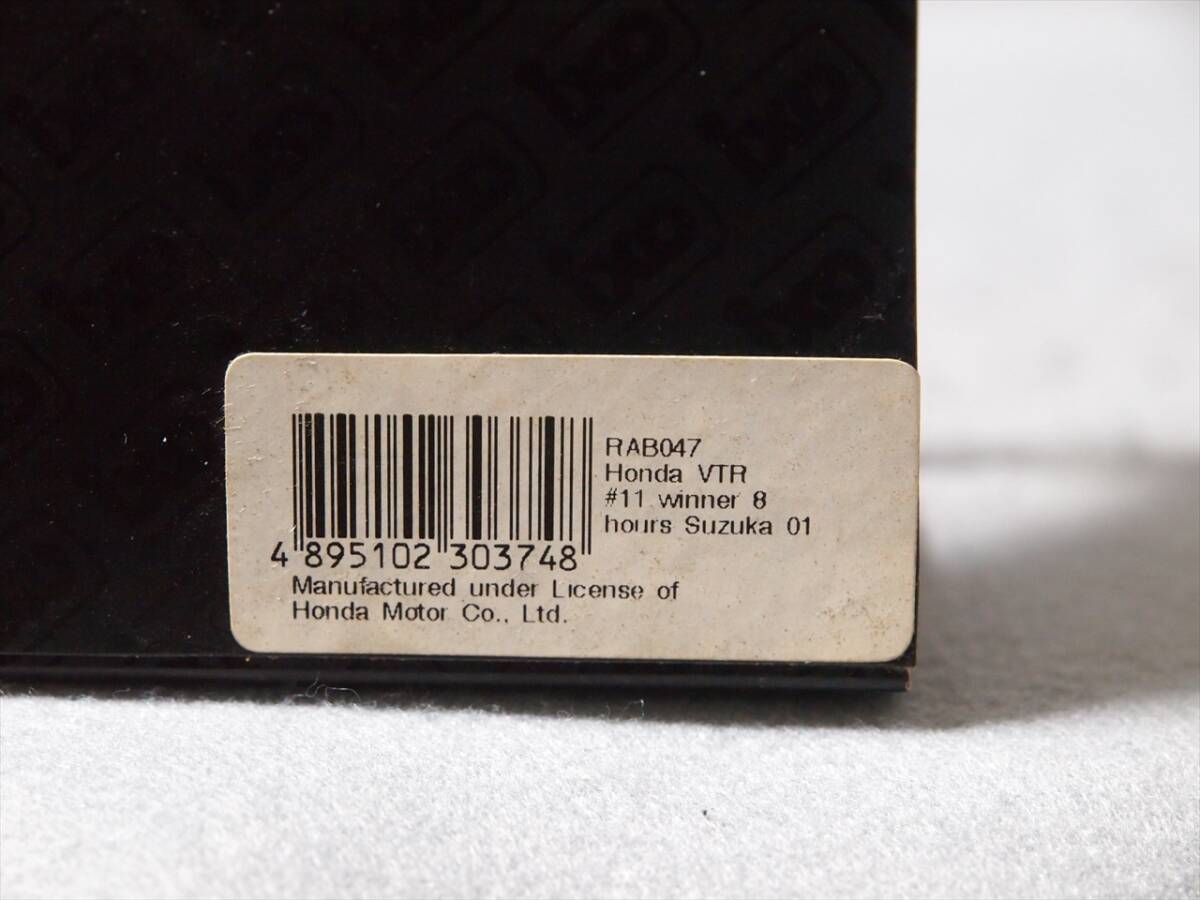 RAB047
Honda VTR
#11 winner 8
hours Suzuka 01
4 895102 303748
Manufactured under License of
Honda Motor Co., Ltd.